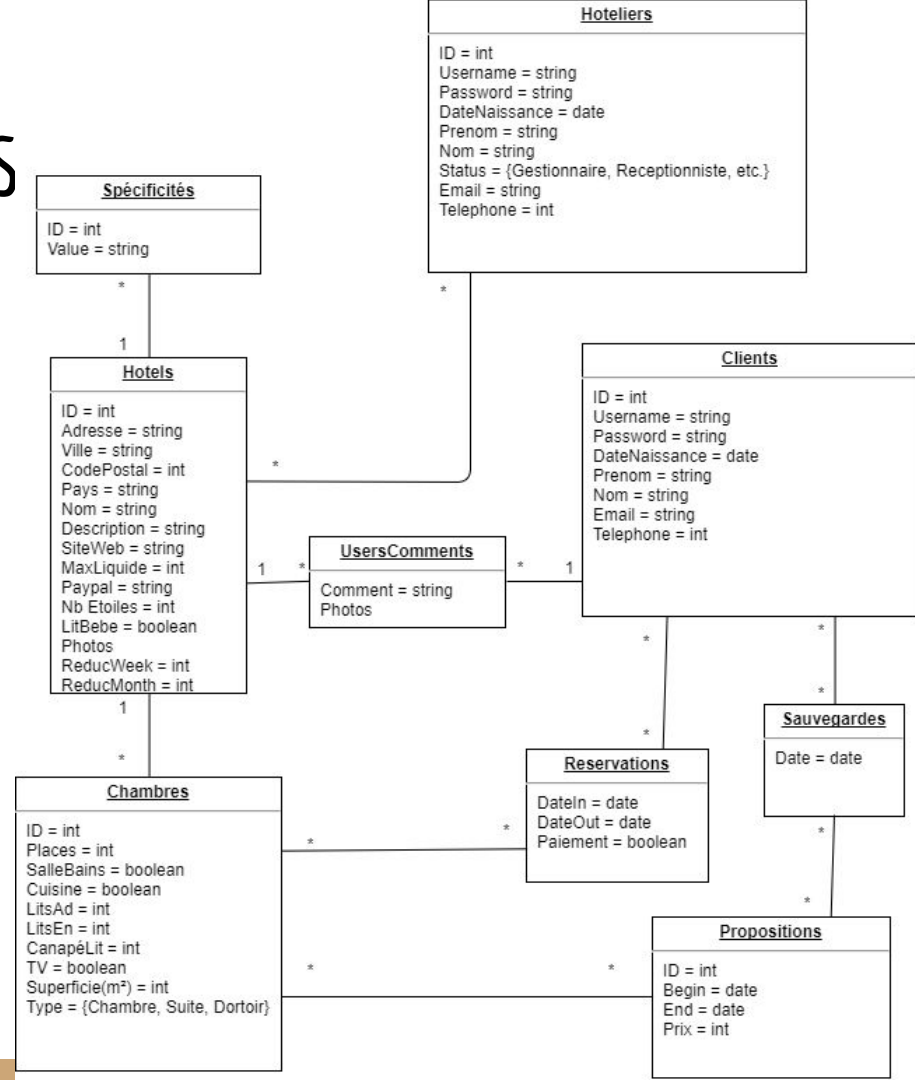 Hoteliers
ID = int
Username = string
Password = string
DateNaissance = date
Prenom = string
Nom = string
Status = {Gestionnaire, Receptionniste, etc.}
Email = string
Telephone = int
*
s
Spécificités
ID = int
Value = string
*
1
Hotels
ID = int
Adresse = string
Ville = string
CodePostal = int
Pays = string
Nom = string
Description = string
SiteWeb = string
MaxLiquide = int
Paypal = string
Nb Etoiles = int
LitBebe = boolean
Photos
ReducWeek = int
ReducMonth = int
*
1
*
UsersComments
Comment = string
Photos
*
1
Clients
ID = int
Username = string
Password = string
DateNaissance = date
Prenom = string
Nom = string
Email = string
Telephone = int
*
*
*
*
1
*
Chambres
ID = int
Places = int
SalleBains = boolean
Cuisine = boolean
LitsAd = int
LitsEn = int
CanapéLit = int
TV = boolean
Superficie(m²) = int
Type = {Chambre, Suite, Dortoir}
*
*
Reservations
DateIn = date
DateOut = date
Paiement = boolean
Sauvegardes
Date = date
*
*
*
*
Propositions
ID = int
Begin = date
End = date
Prix = int